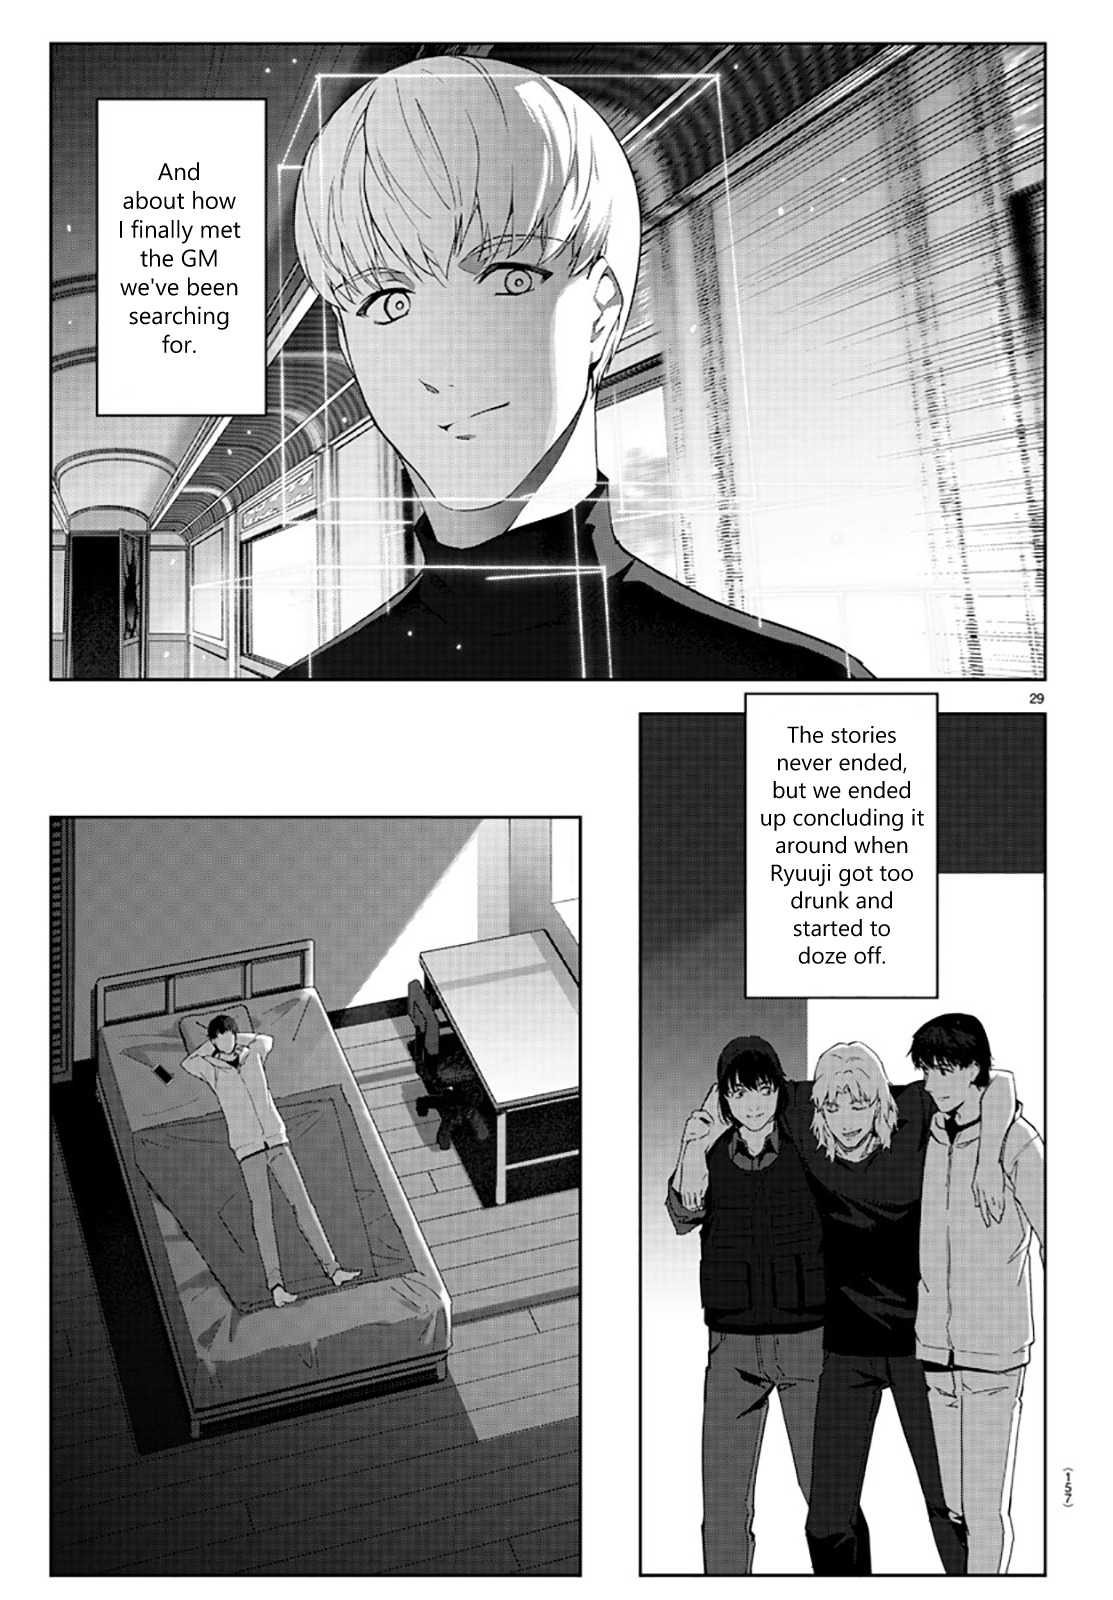 And
about how
I finally met
the GM
we've been
searching
for.
29
The stories
never ended,
but we ended
up concluding it
around when
Ryuuji got too
drunk and
started to
doze off.
(157)